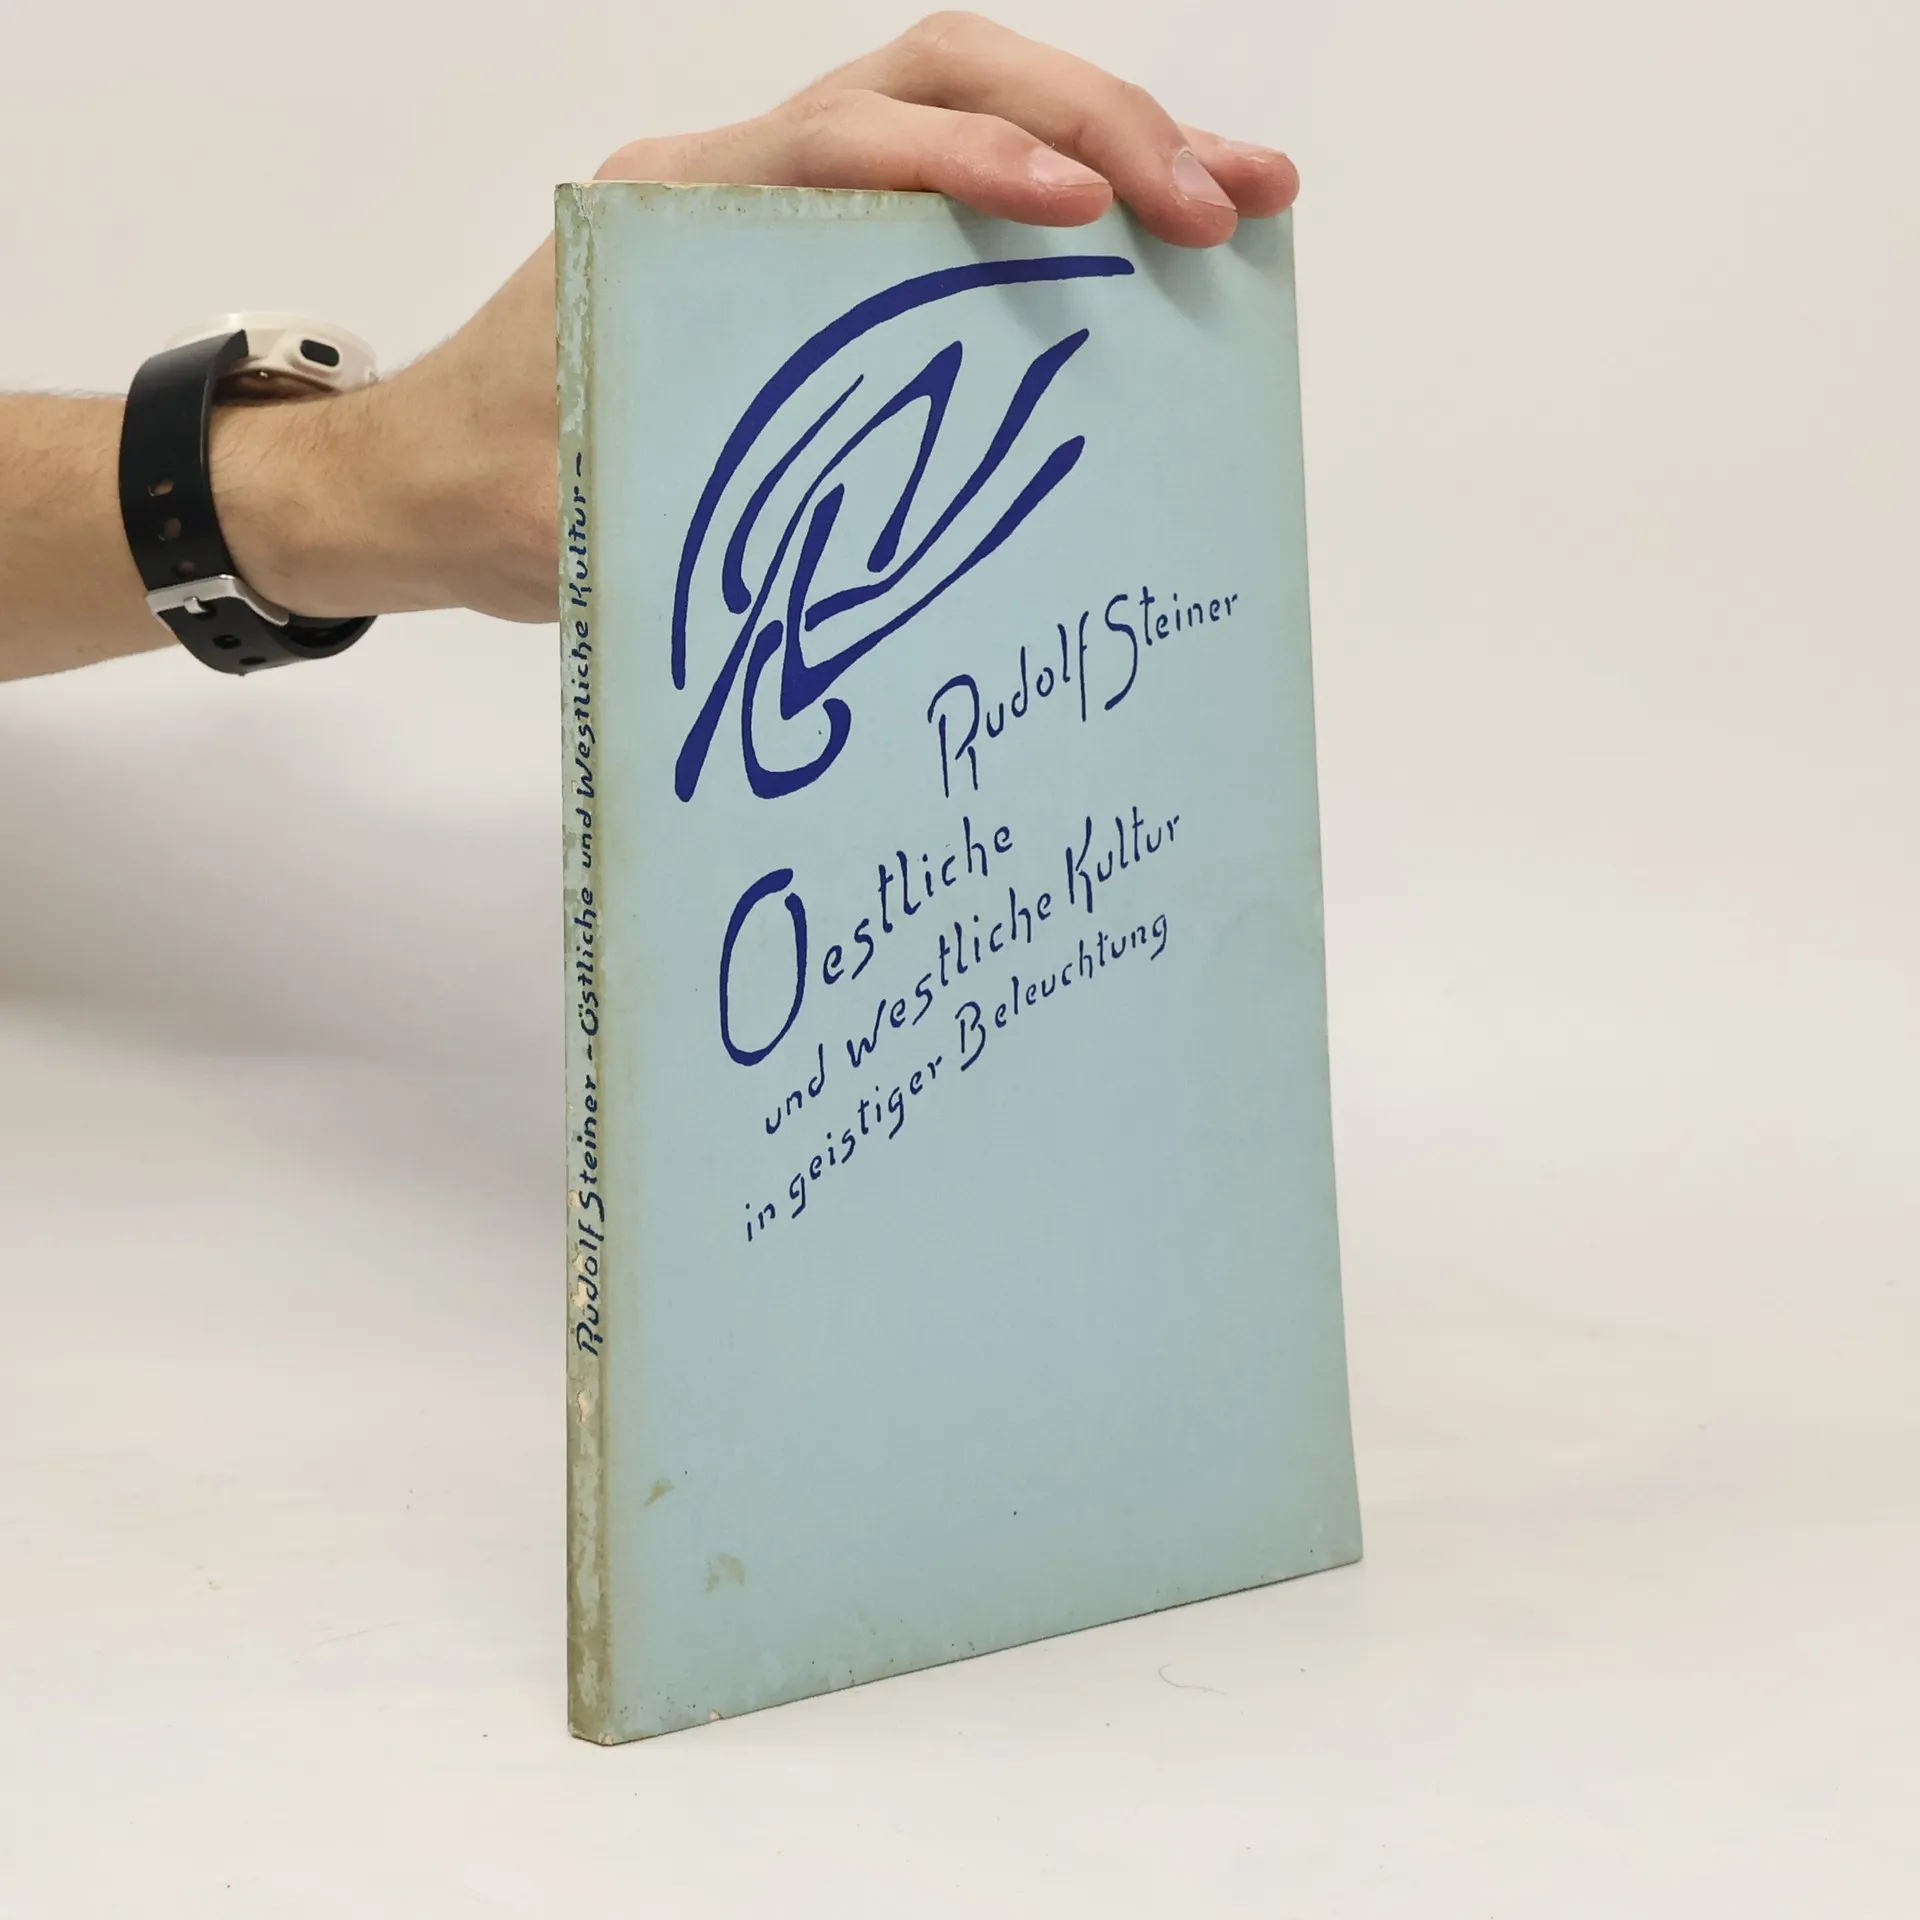 Rudolf Steiner - Östliche und Westliche Kultur -
Rudolf Steiner
Oestliche
und Westliche Kultur
in geistiger Beleuchtung